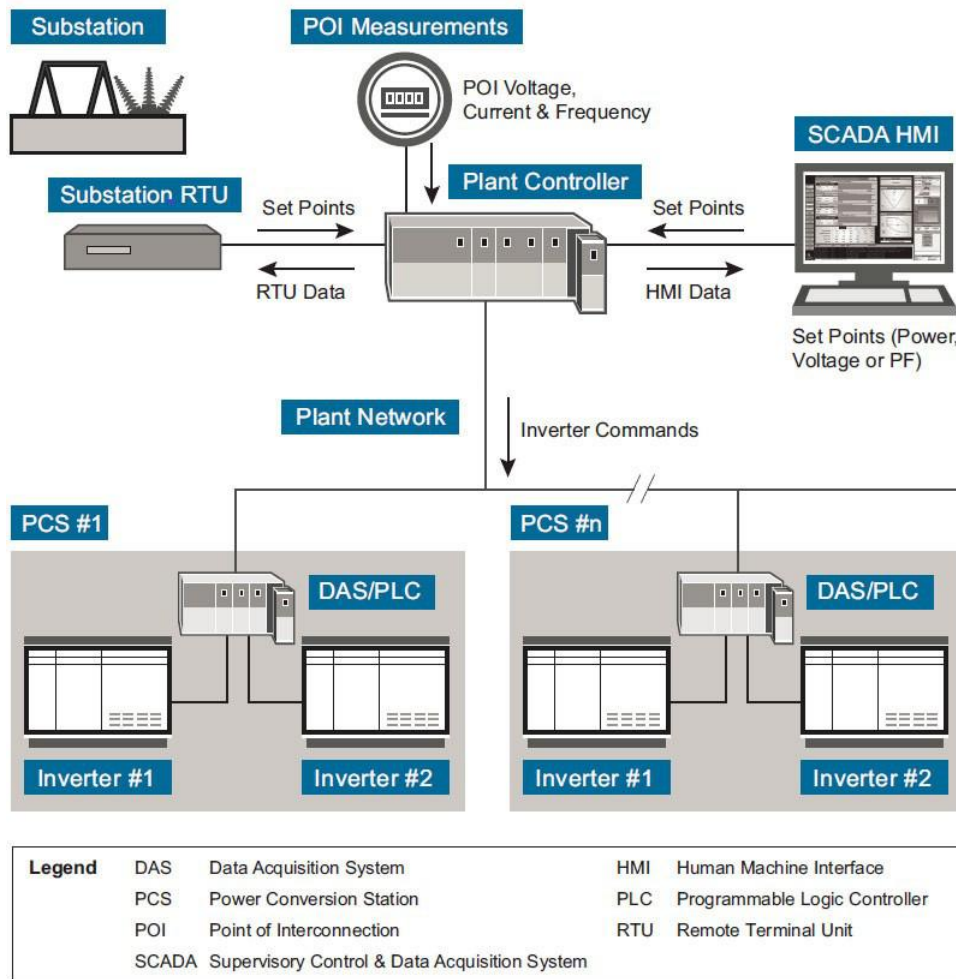 Substation
POI Measurements
POI Voltage,
Current & Frequency
SCADA HMI
Substation RTU
Plant Controller
Set Points
Set Points
RTU Data
HMI Data
Set Points (Power,
Voltage or PF)
Plant Network
Inverter Commands
PCS #1
PCS #n
DAS/PLC
DAS/PLC
Inverter #1
Inverter #2
Inverter #1
Inverter #2
Legend
DAS Data Acquisition System
HMI Human Machine Interface
PCS Power Conversion Station
PLC Programmable Logic Controller
POI Point of Interconnection
RTU Remote Terminal Unit
SCADA Supervisory Control & Data Acquisition System